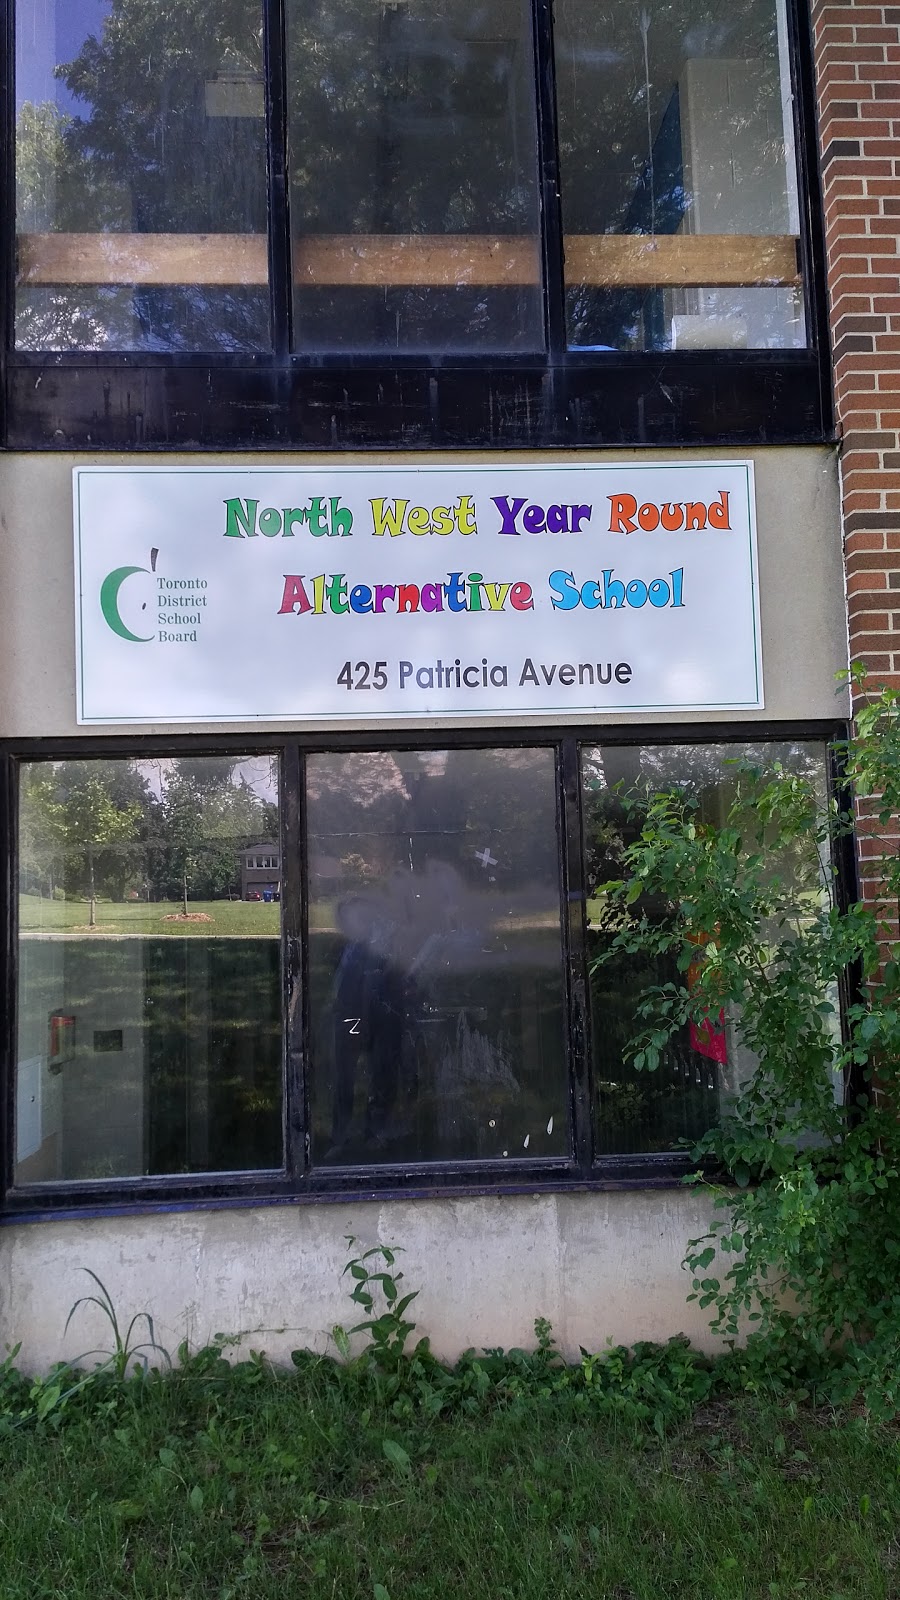 North West Year Round
Alternative School
Toronto
District
School
Board
425 Patricia Avenue
Z